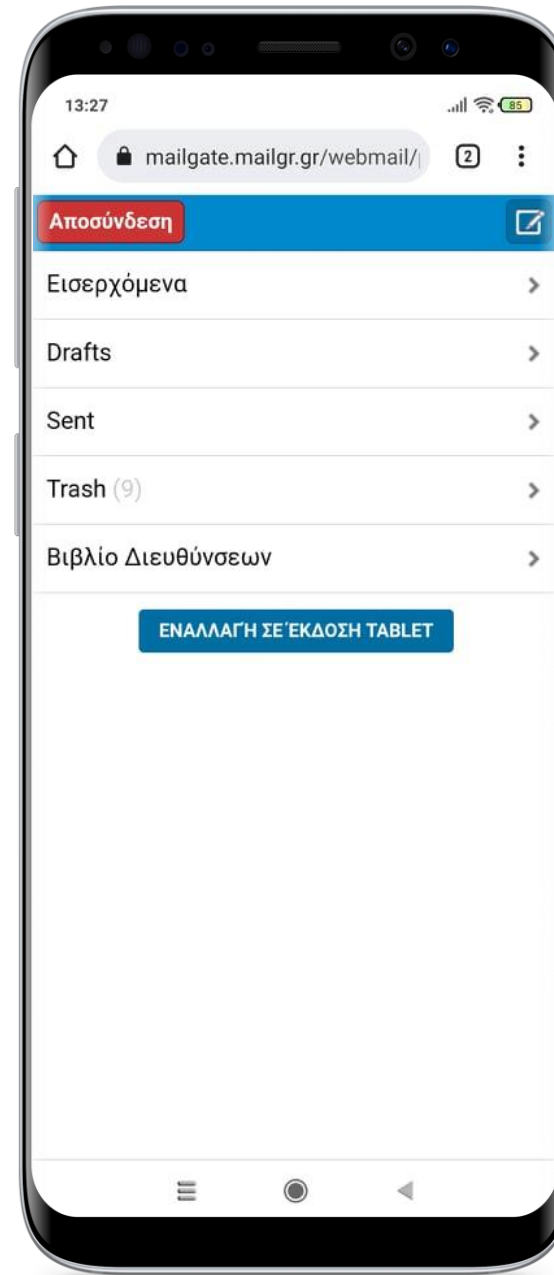 13:27
85
mailgate.mailgr.gr/webmail/
2
Αποσύνδεση
Εισερχόμενα
Drafts
Sent
Trash (9)
Βιβλίο Διευθύνσεων
ΕΝΑΛΛΑΓΉ ΣΕ ΈΚΔΟΣΗ TABLET